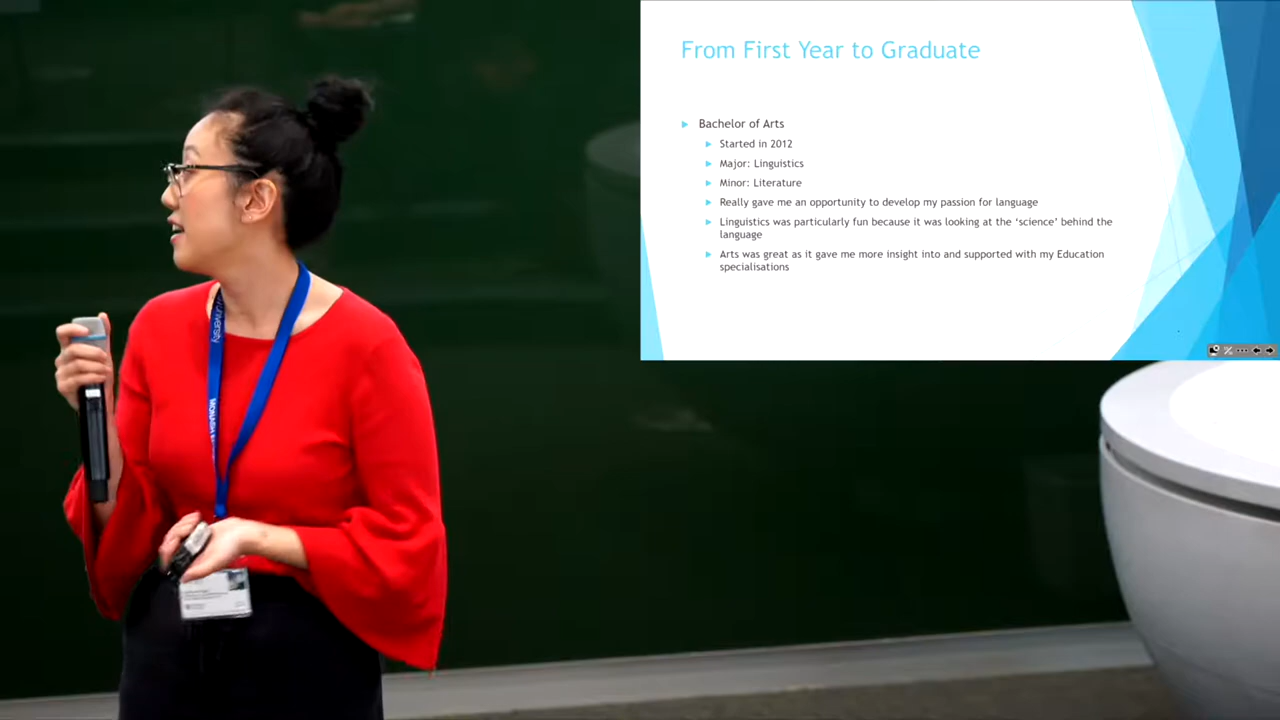 From First Year to Graduate
Bachelor of Arts
Started in 2012
Major: Linguistics
Minor: Literature
Really gave me an opportunity to develop my passion for language
Linguistics was particularly fun because it was looking at the ‘science’ behind the
language
Arts was great as it gave me more insight into and supported with my Education
specialisations
University
MONASH